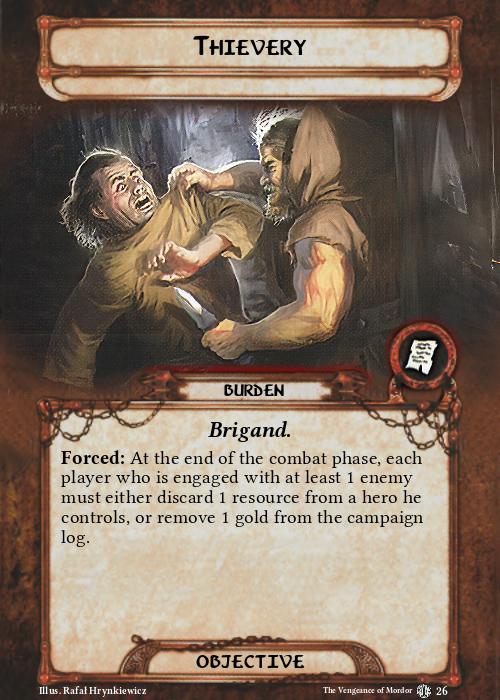 Thievery
BURDEN
Brigand.
Forced: At the end of the combat phase, each
player who is engaged with at least 1 enemy
must either discard 1 resource from a hero he
controls, or remove 1 gold from the campaign
log.
OBJECTIVE
Illus. Rafał Hrynkiewicz
The Vengeance of Mordor 26